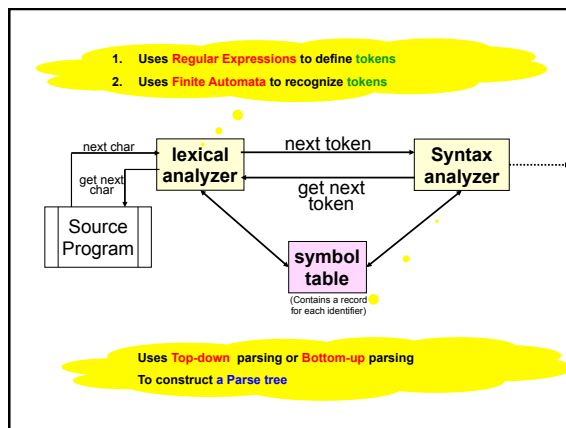 1. Uses Regular Expressions to define tokens
2. Uses Finite Automata to recognize tokens
next char
lexical
analyzer
next token
Syntax
analyzer
get next
char
get next
token
Source
Program
symbol
table
(Contains a record
for each identifier)
Uses Top-down parsing or Bottom-up parsing
To construct a Parse tree